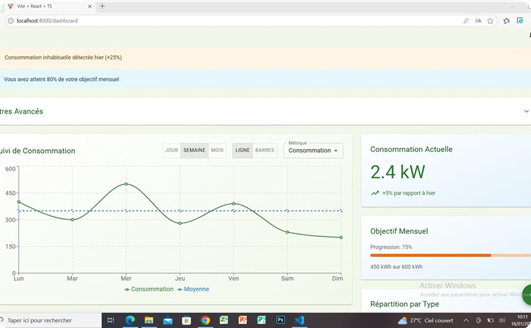 Vite + React + TS
localhost:4000/dashboard
Consommation inhabituelle détectée hier (+25%)
Vous avez atteint 80% de votre objectif mensuel
tres Avancés
uivi de Consommation
JOUR SEMAINE MOIS
LIGNE BARRES
Métrique
Consommation
600
450
300
150
0
Lun Mar Mer Jeu Ven Sam Dim
Consommation Moyenne
Consommation Actuelle
2.4 kW
+5% par rapport à hier
Objectif Mensuel
Progression: 75%
450 kWh sur 600 kWh
Répartition par Type
Activer Windows
Accédez aux paramètres pour activer Windows
Taper ici pour rechercher
27°C Ciel couvert
10:11